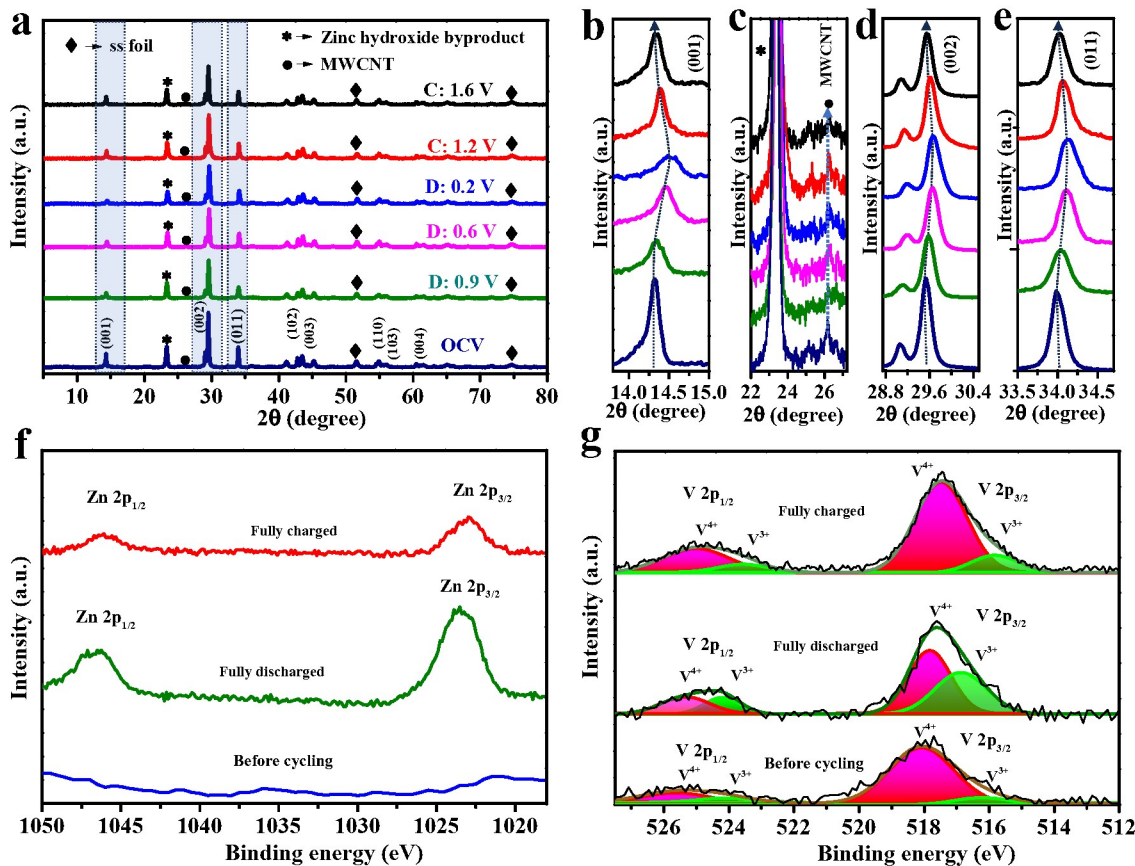 a
♦ → ss foil
* → Zinc hydroxide byproduct
● → MWCNT
C: 1.6 V
C: 1.2 V
D: 0.2 V
D: 0.6 V
D: 0.9 V
OCV
(001)
(002)
(011)
(102)
(003)
(110)
(103)
(004)
Intensity (a.u.)
0 10 20 30 40 50 60 70 80
2θ (degree)
b
(001)
Intensity (a.u.)
14.0 14.5 15.0
2θ (degree)
c
*
MWCNT
Intensity (a.u.)
22 24 26
2θ (degree)
d
(002)
Intensity (a.u.)
28.8 29.6 30.4
2θ (degree)
e
(011)
Intensity (a.u.)
33.5 34.0 34.5
2θ (degree)
f
Zn 2p1/2
Zn 2p3/2
Fully charged
Zn 2p1/2
Zn 2p3/2
Fully discharged
Before cycling
Intensity (a.u.)
1050 1045 1040 1035 1030 1025 1020
Binding energy (eV)
g
V 2p1/2
Fully charged
V4+
V 2p3/2
V4+
V3+
V3+
V 2p1/2
Fully discharged
V4+
V 2p3/2
V4+
V3+
V3+
V 2p1/2
Before cycling
V4+
V 2p3/2
V4+
V3+
V3+
Intensity (a.u.)
526 524 522 520 518 516 514 512
Binding energy (eV)